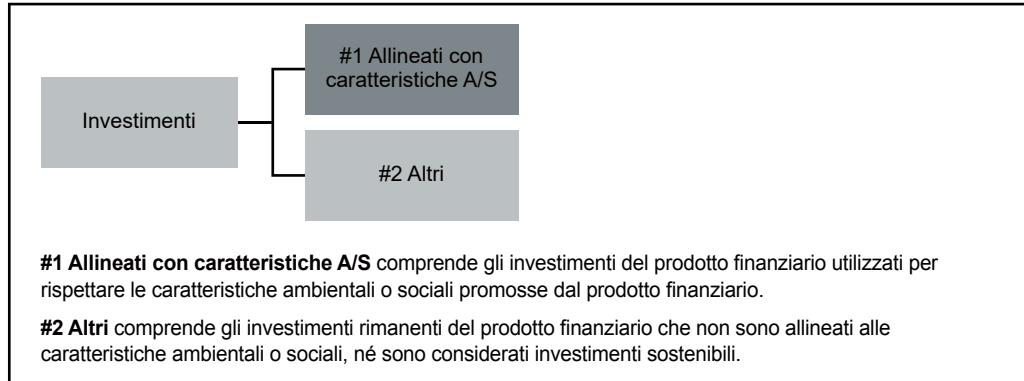 #1 Allineati con
caratteristiche A/S
Investimenti
#2 Altri
#1 Allineati con caratteristiche A/S comprende gli investimenti del prodotto finanziario utilizzati per
rispettare le caratteristiche ambientali o sociali promosse dal prodotto finanziario.
#2 Altri comprende gli investimenti rimanenti del prodotto finanziario che non sono allineati alle
caratteristiche ambientali o sociali, né sono considerati investimenti sostenibili.